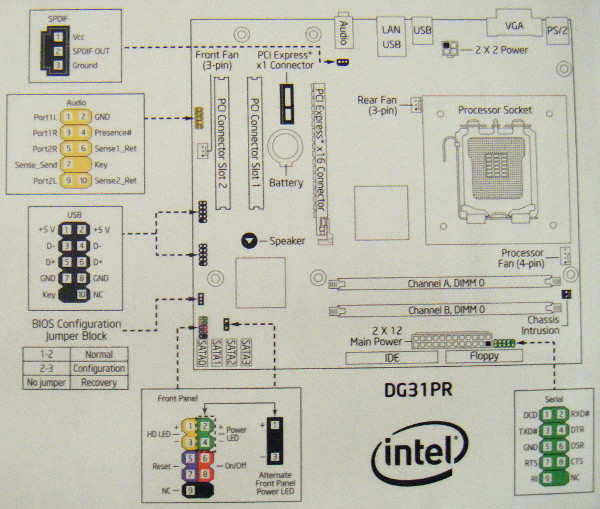 SPDIF
1 Vcc
2 SPDIF OUT
3 Ground
Front Fan
(3-pin)
PCI Express*
x1 Connector
Audio
LAN
USB
USB
VGA
PS/2
2 X 2 Power
Audio
Port1L 1 2 GND
Port1R 3 4 Presence#
Port2R 5 6 Sense1_Ret
Sense_Send 7 Key
Port2L 9 10 Sense2_Ret
PCI Connector Slot 2
PCI Connector Slot 1
PCI Express* x16 Connector
Battery
Rear Fan
(3-pin)
Processor Socket
USB
+5 V 1 2 +5 V
D- 3 4 D-
D+ 5 6 D+
GND 7 8 GND
Key 10 NC
Speaker
Processor
Fan (4-pin)
Channel A, DIMM 0
Channel B, DIMM 0
Chassis
Intrusion
BIOS Configuration
Jumper Block
1-2 Normal
2-3 Configuration
No jumper Recovery
SATA0
SATA1
SATA2
SATA3
2 X 12
Main Power
IDE
Floppy
DG31PR
intel
Front Panel
HD LED + 1 2 + Power
- 3 4 - LED
Reset 5 6 On/Off
7 8
NC 9
+ 1
- 3
Alternate
Front Panel
Power LED
Serial
DCD 1 2 RXD#
TXD# 3 4 DTR
GND 5 6 DSR
RTS 7 8 CTS
RI 9 NC